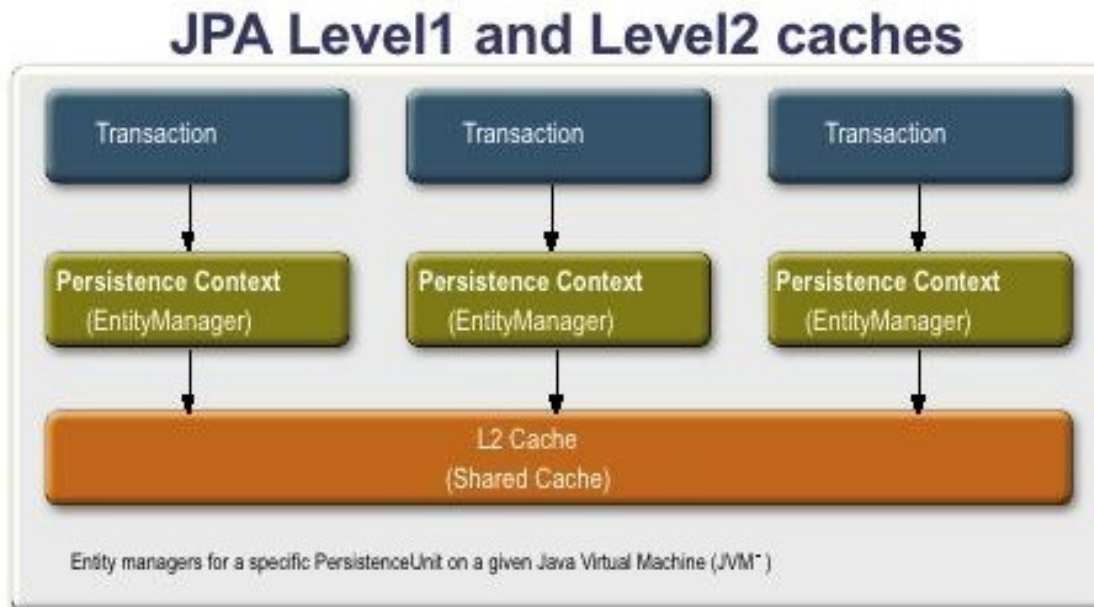 JPA Level1 and Level2 caches
Transaction
Transaction
Transaction
Persistence Context
(EntityManager)
Persistence Context
(EntityManager)
Persistence Context
(EntityManager)
L2 Cache
(Shared Cache)
Entity managers for a specific PersistenceUnit on a given Java Virtual Machine (JVM™)